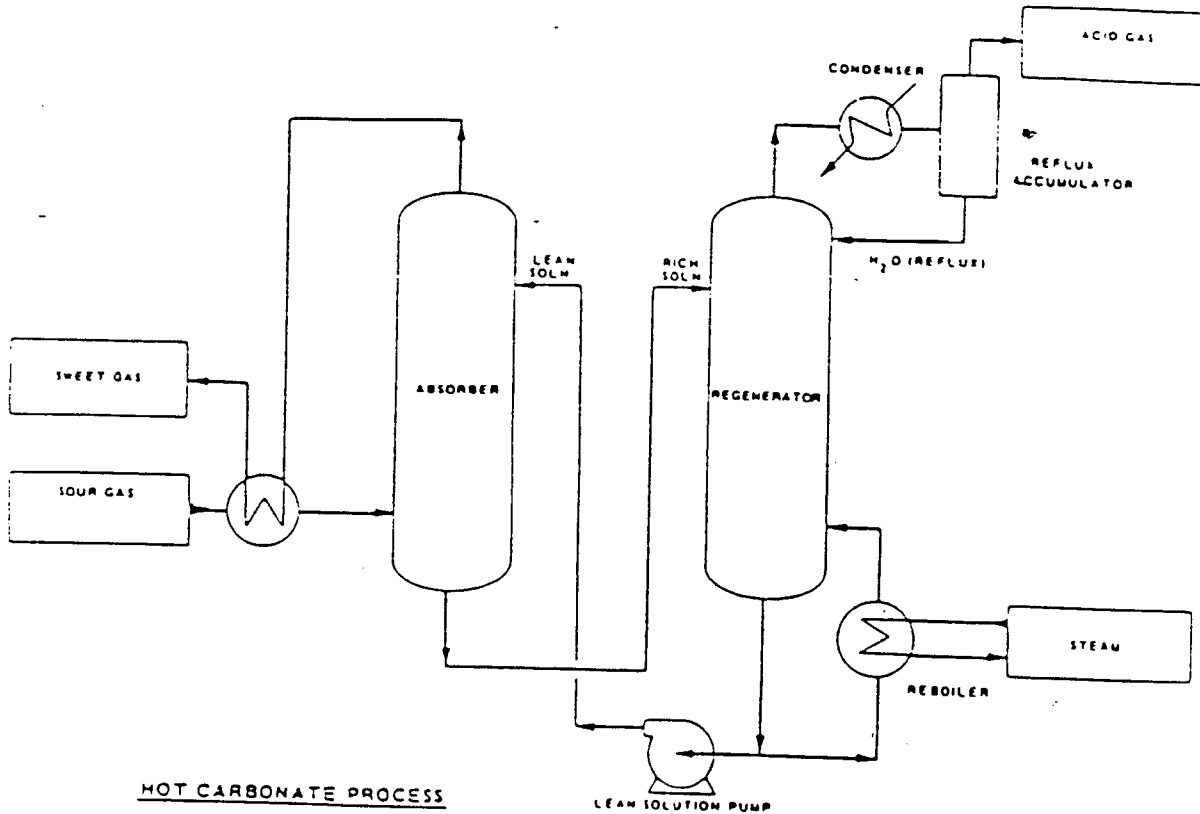 ACID GAS
CONDENSER
REFLUX
ACCUMULATOR
H₂O (REFLUX)
LEAN
SOLN
RICH
SOLN
SWEET GAS
ABSORBER
REGENERATOR
SOUR GAS
STEAM
REBOILER
LEAN SOLUTION PUMP
HOT CARBONATE PROCESS